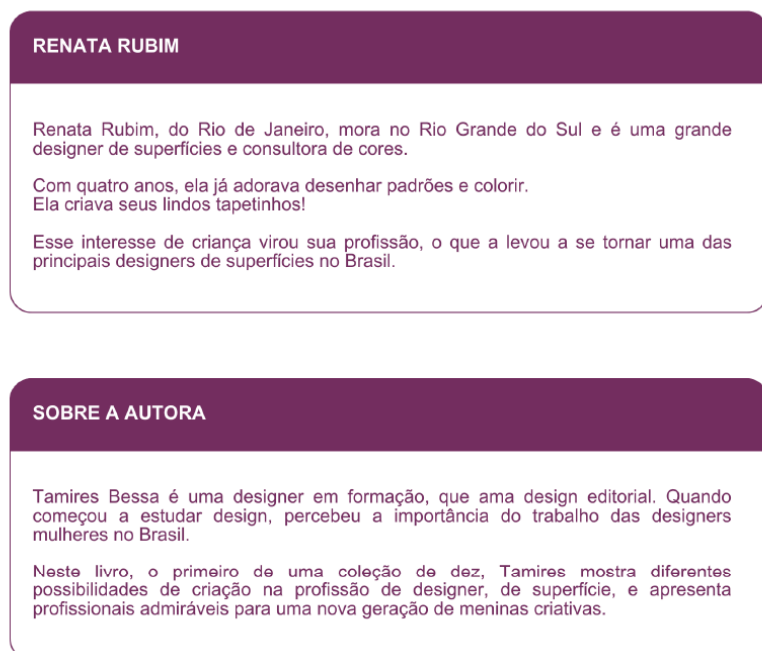 RENATA RUBIM
Renata Rubim, do Rio de Janeiro, mora no Rio Grande do Sul e é uma grande
designer de superfícies e consultora de cores.
Com quatro anos, ela já adorava desenhar padrões e colorir.
Ela criava seus lindos tapetinhos!
Esse interesse de criança virou sua profissão, o que a levou a se tornar uma das
principais designers de superfícies no Brasil.
SOBRE A AUTORA
Tamires Bessa é uma designer em formação, que ama design editorial. Quando
começou a estudar design, percebeu a importância do trabalho das designers
mulheres no Brasil.
Neste livro, o primeiro de uma coleção de dez, Tamires mostra diferentes
possibilidades de criação na profissão de designer, de superfície, e apresenta
profissionais admiráveis para uma nova geração de meninas criativas.